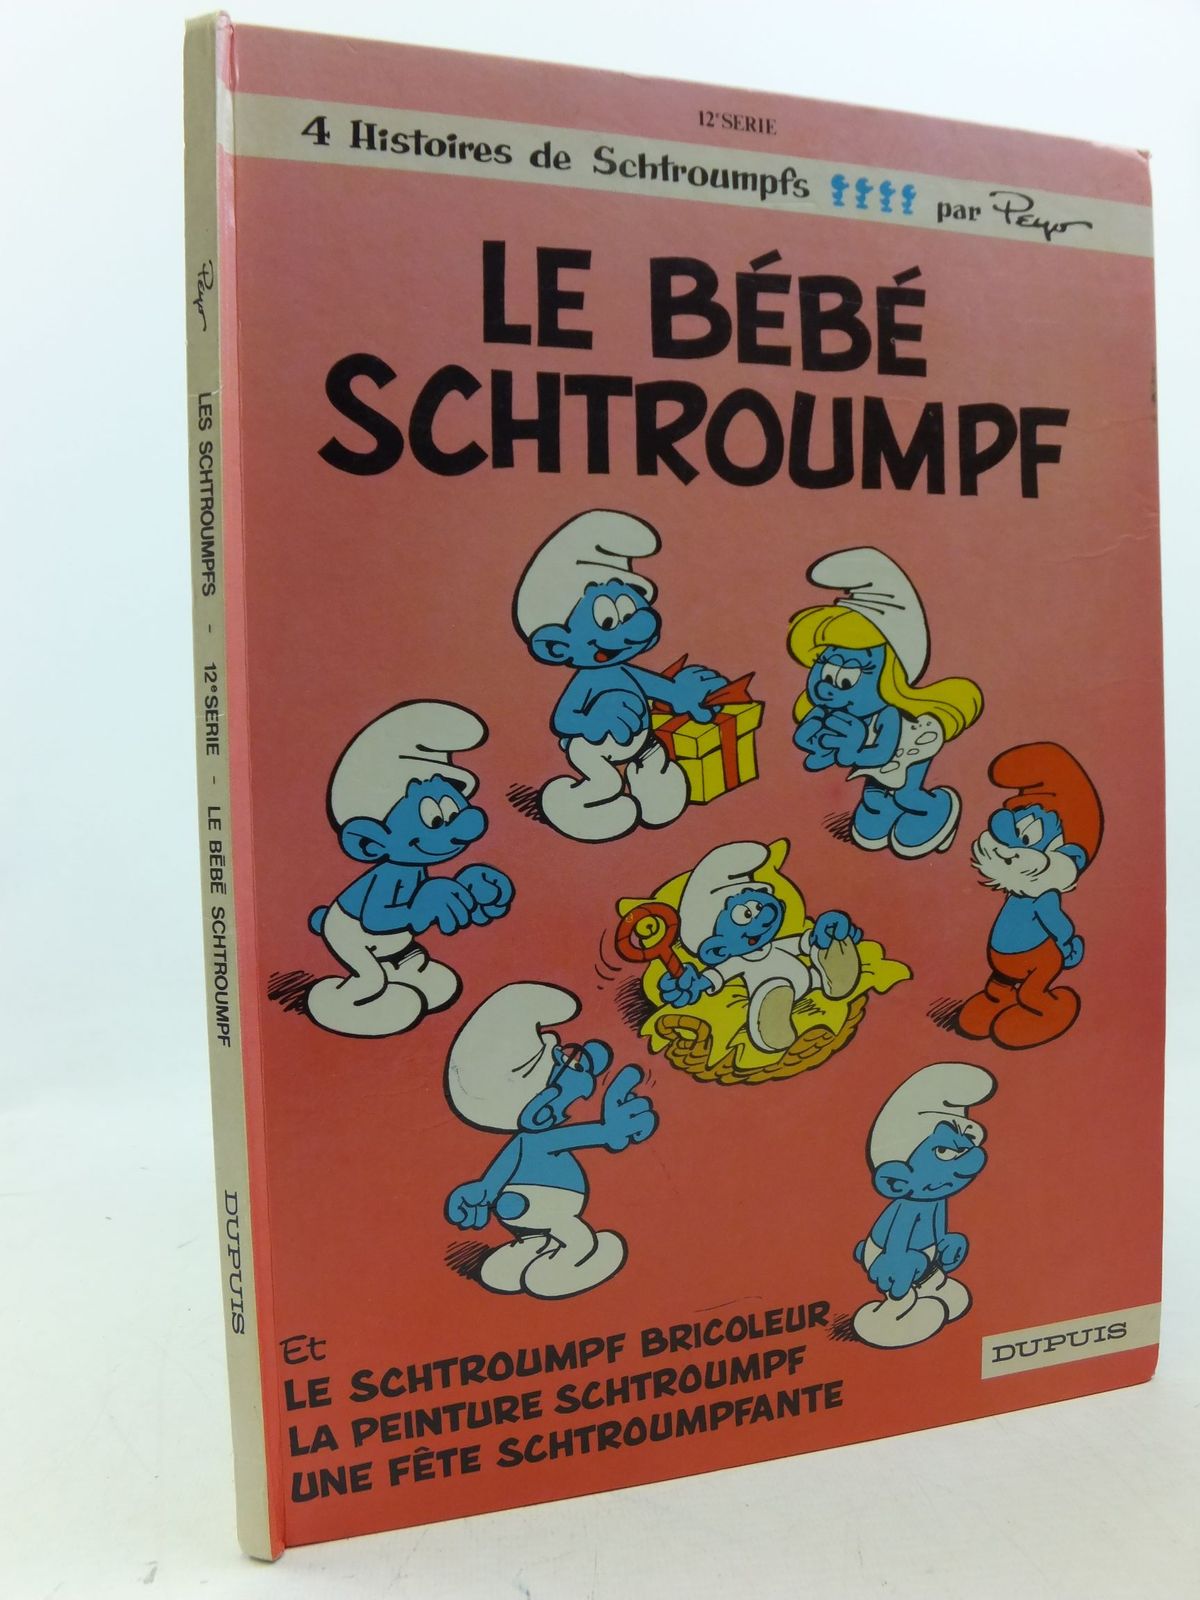 12e SERIE
4 Histoires de Schtroumpfs par Peyo
LE BÉBÉ
SCHTROUMPF
Et
LE SCHTROUMPF BRICOLEUR
LA PEINTURE SCHTROUMPF
UNE FÊTE SCHTROUMPFANTE
DUPUIS
Peyo LES SCHTROUMPFS - 12e SERIE - LE BÉBÉ SCHTROUMPF DUPUIS